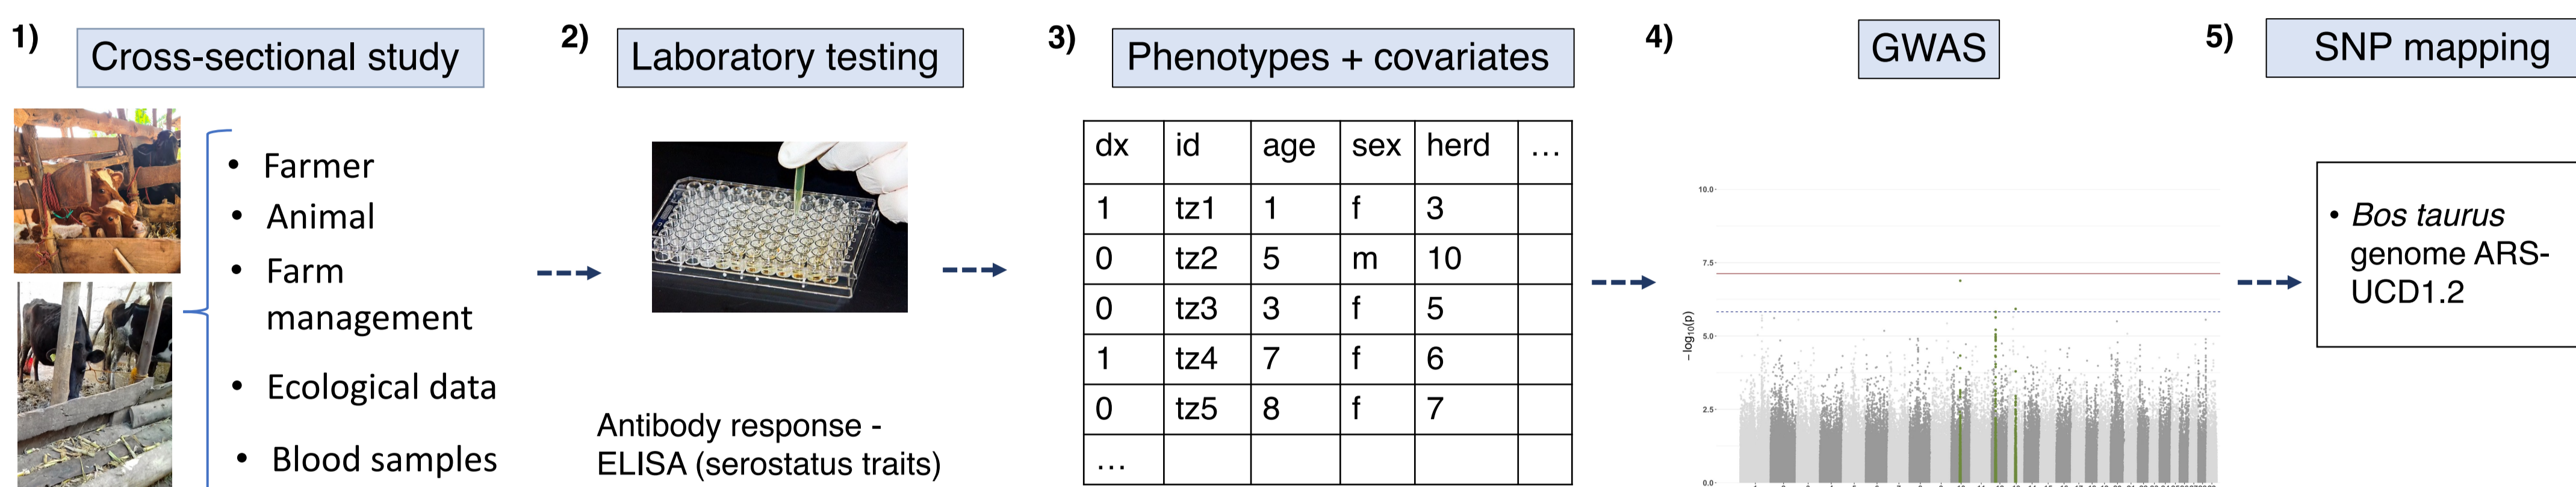 1)
Cross-sectional study
• Farmer
• Animal
• Farm
management
• Ecological data
• Blood samples
2)
Laboratory testing
Antibody response -
ELISA (serostatus traits)
3)
Phenotypes + covariates
dx id age sex herd …
1 tz1 1 f 3
0 tz2 5 m 10
0 tz3 3 f 5
1 tz4 7 f 6
0 tz5 8 f 7
…
4)
GWAS
−log10(p)
10.0
7.5
5.0
2.5
0.0
5)
SNP mapping
• Bos taurus
genome ARS-
UCD1.2